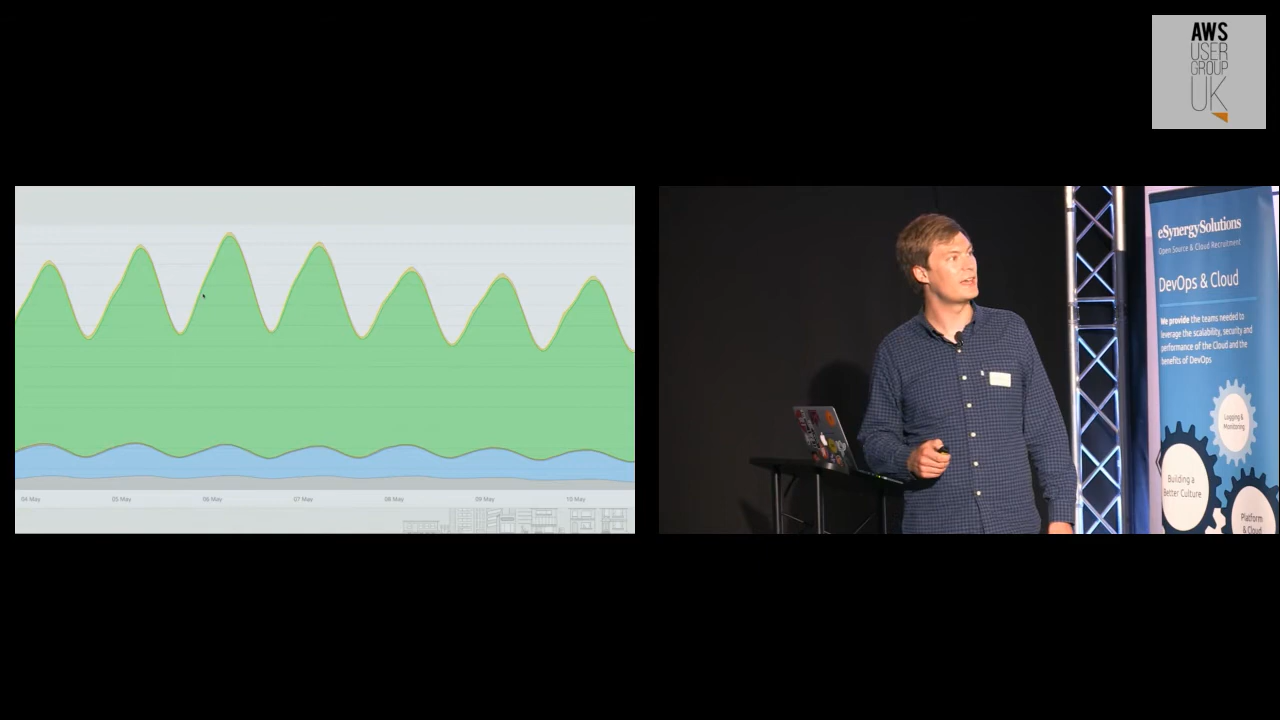 AWS
USER
GROUP
UK
04 May
05 May
06 May
07 May
08 May
09 May
10 May
eSynergySolutions
Open Source & Cloud Recruitment
DevOps & Cloud
We provide the teams needed to
leverage the scalability, security and
performance of the Cloud and the
benefits of DevOps
Logging &
Monitoring
Building a
Better Culture
Platform
& Cloud